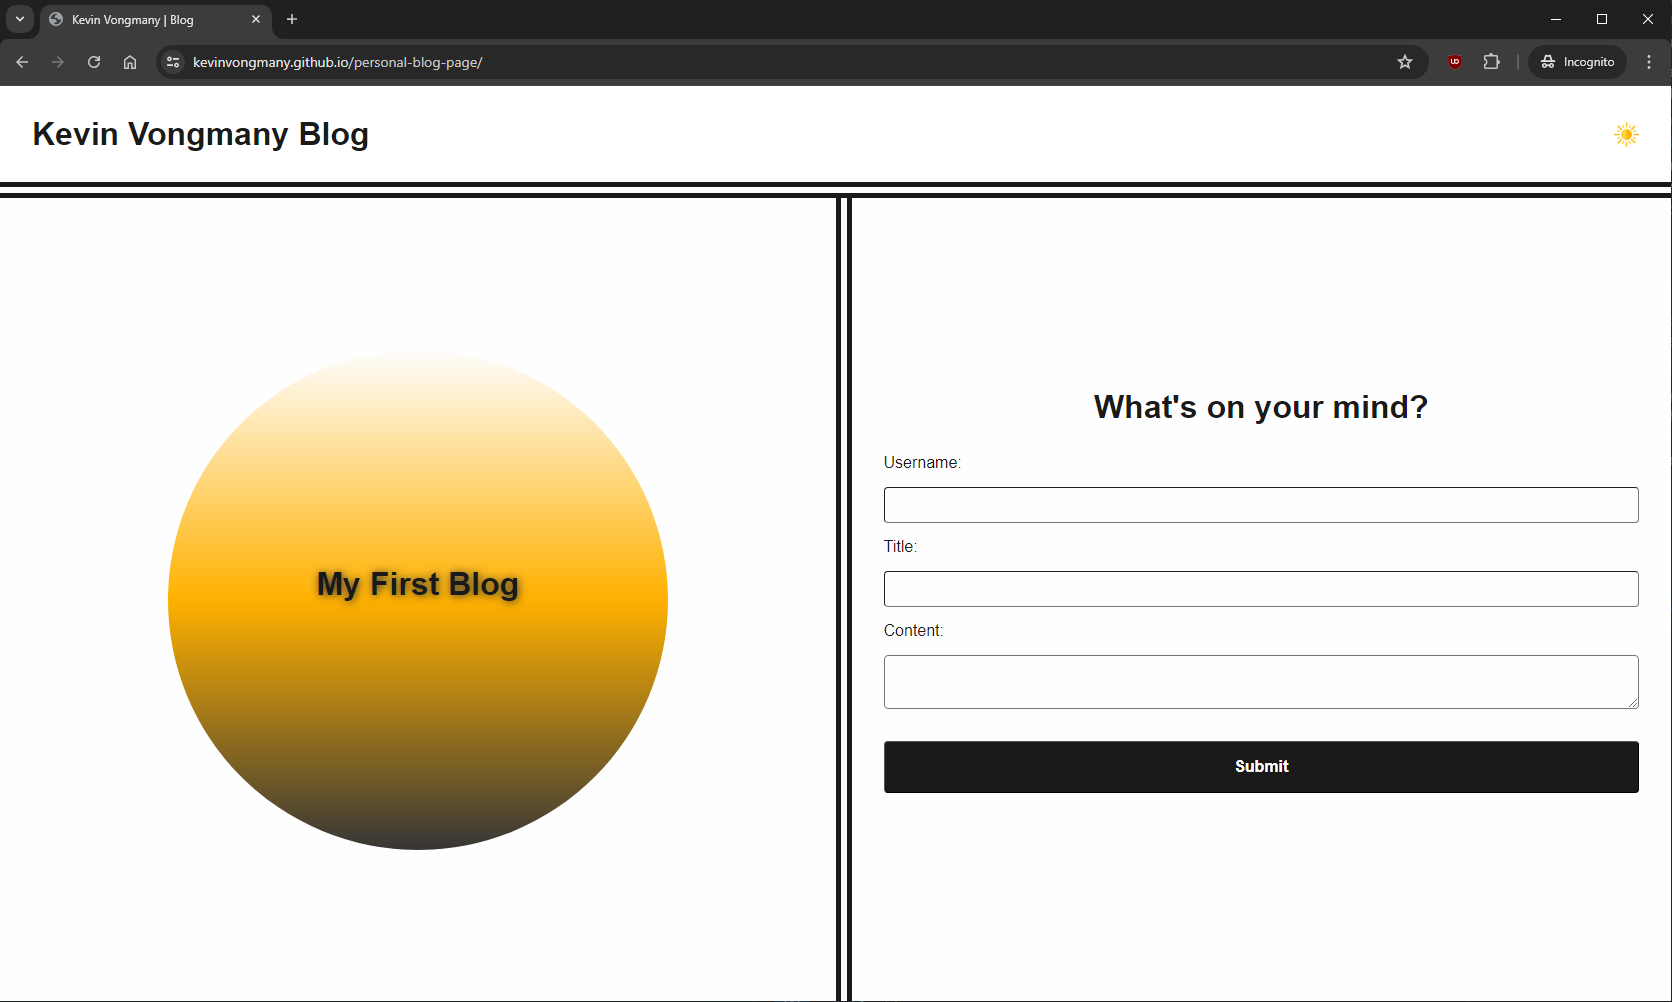 Kevin Vongmany | Blog
kevinvongmany.github.io/personal-blog-page/
Incognito
Kevin Vongmany Blog
My First Blog
What's on your mind?
Username:
Title:
Content:
Submit